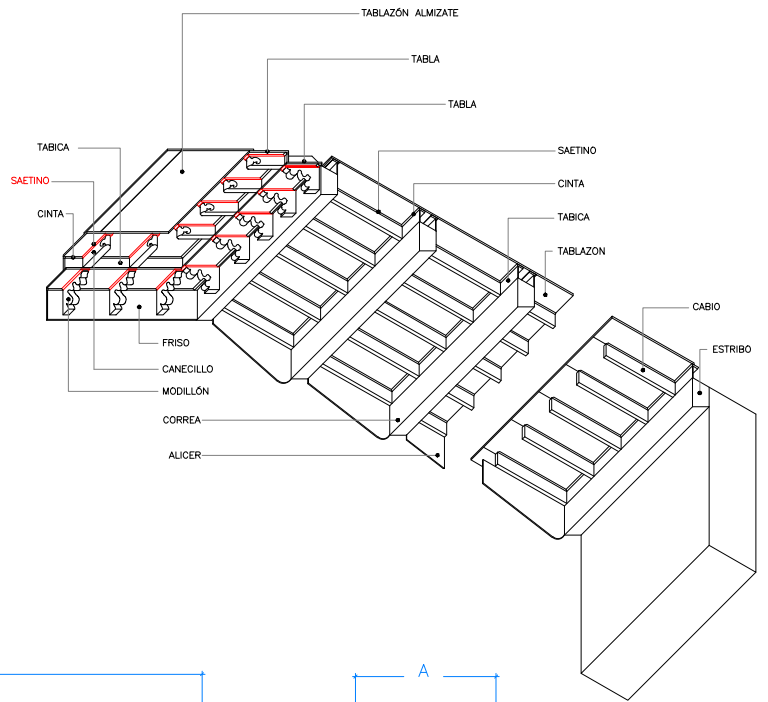 TABLAZÓN ALMIZATE
TABLA
TABLA
TABICA
SAETINO
SAETINO
CINTA
CINTA
TABICA
TABLAZON
CABIO
ESTRIBO
FRISO
CANECILLO
MODILLÓN
CORREA
ALICER
A